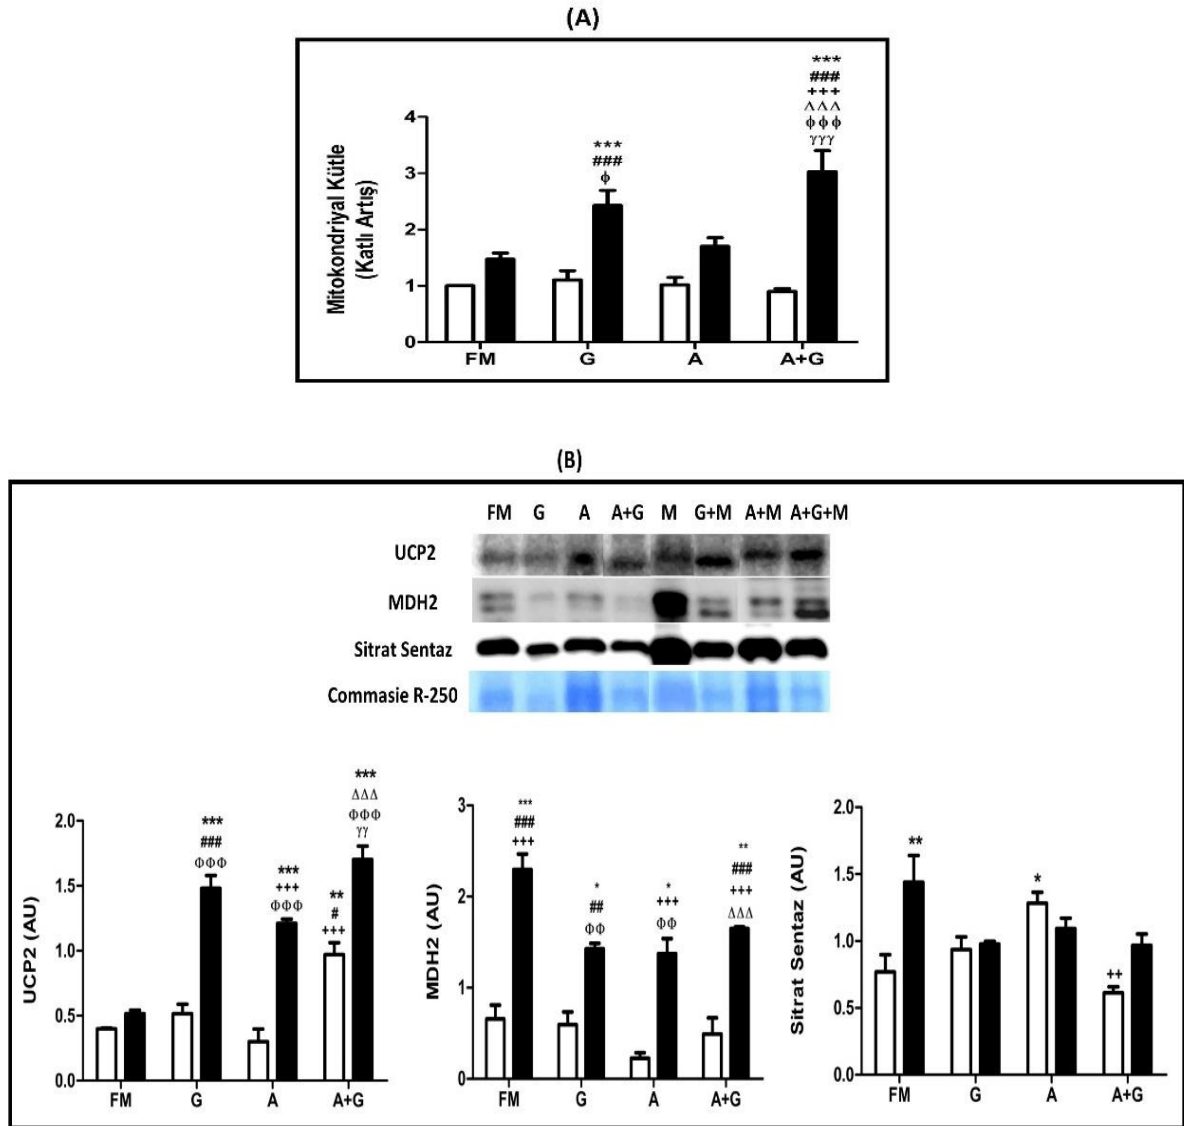 (A)
Mitokondriyal Kütle
(Katlı Artış)
4
3
2
1
0
***
###
ϕ
***
###
+++
ΔΔΔ
ϕϕϕ
γγγ
FM G A A+G
(B)
FM G A A+G M G+M A+M A+G+M
UCP2
MDH2
Sitrat Sentaz
Commasie R-250
UCP2 (AU)
2.0
1.5
1.0
0.5
0.0
***
###
ΦΦΦ
***
+++
ΦΦΦ
**
#
+++
***
ΔΔΔ
ΦΦΦ
γγ
FM G A A+G
MDH2 (AU)
3
2
1
0
***
###
+++
*
##
ΦΦ
*
+++
ΦΦ
**
###
+++
ΔΔΔ
FM G A A+G
Sitrat Sentaz (AU)
2.0
1.5
1.0
0.5
0.0
**
*
++
FM G A A+G